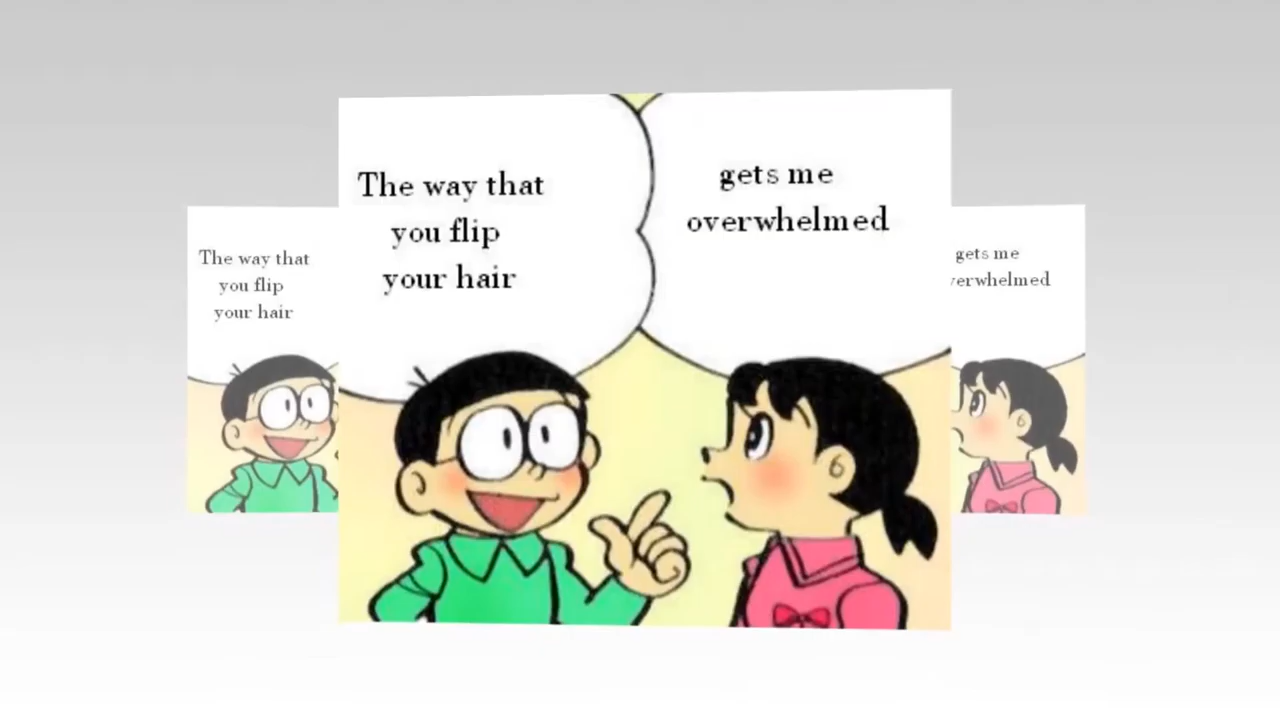 The way that
you flip
your hair
gets me
overwhelmed
The way that
you flip
your hair
gets me
verwhelmed